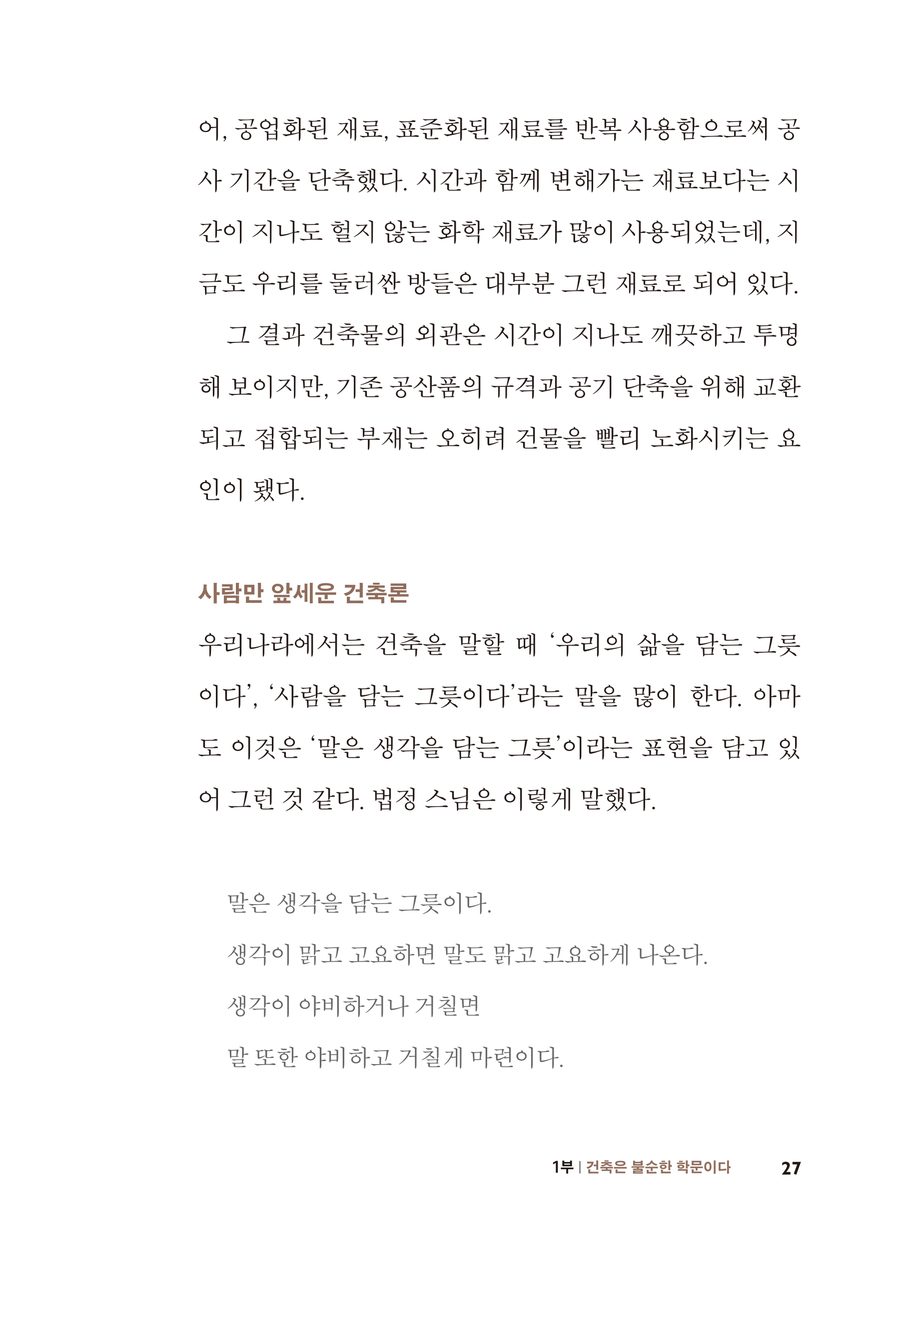 어, 공업화된 재료, 표준화된 재료를 반복 사용함으로써 공
사 기간을 단축했다. 시간과 함께 변해가는 재료보다는 시
간이 지나도 헐지 않는 화학 재료가 많이 사용되었는데, 지
금도 우리를 둘러싼 방들은 대부분 그런 재료로 되어 있다.
그 결과 건축물의 외관은 시간이 지나도 깨끗하고 투명
해 보이지만, 기존 공산품의 규격과 공기 단축을 위해 교환
되고 접합되는 부재는 오히려 건물을 빨리 노화시키는 요
인이 됐다.
사람만 앞세운 건축론
우리나라에서는 건축을 말할 때 ‘우리의 삶을 담는 그릇
이다’, ‘사람을 담는 그릇이다’라는 말을 많이 한다. 아마
도 이것은 ‘말은 생각을 담는 그릇’이라는 표현을 담고 있
어 그런 것 같다. 법정 스님은 이렇게 말했다.
말은 생각을 담는 그릇이다.
생각이 맑고 고요하면 말도 맑고 고요하게 나온다.
생각이 야비하거나 거칠면
말 또한 야비하고 거칠게 마련이다.
1부 | 건축은 불순한 학문이다 27